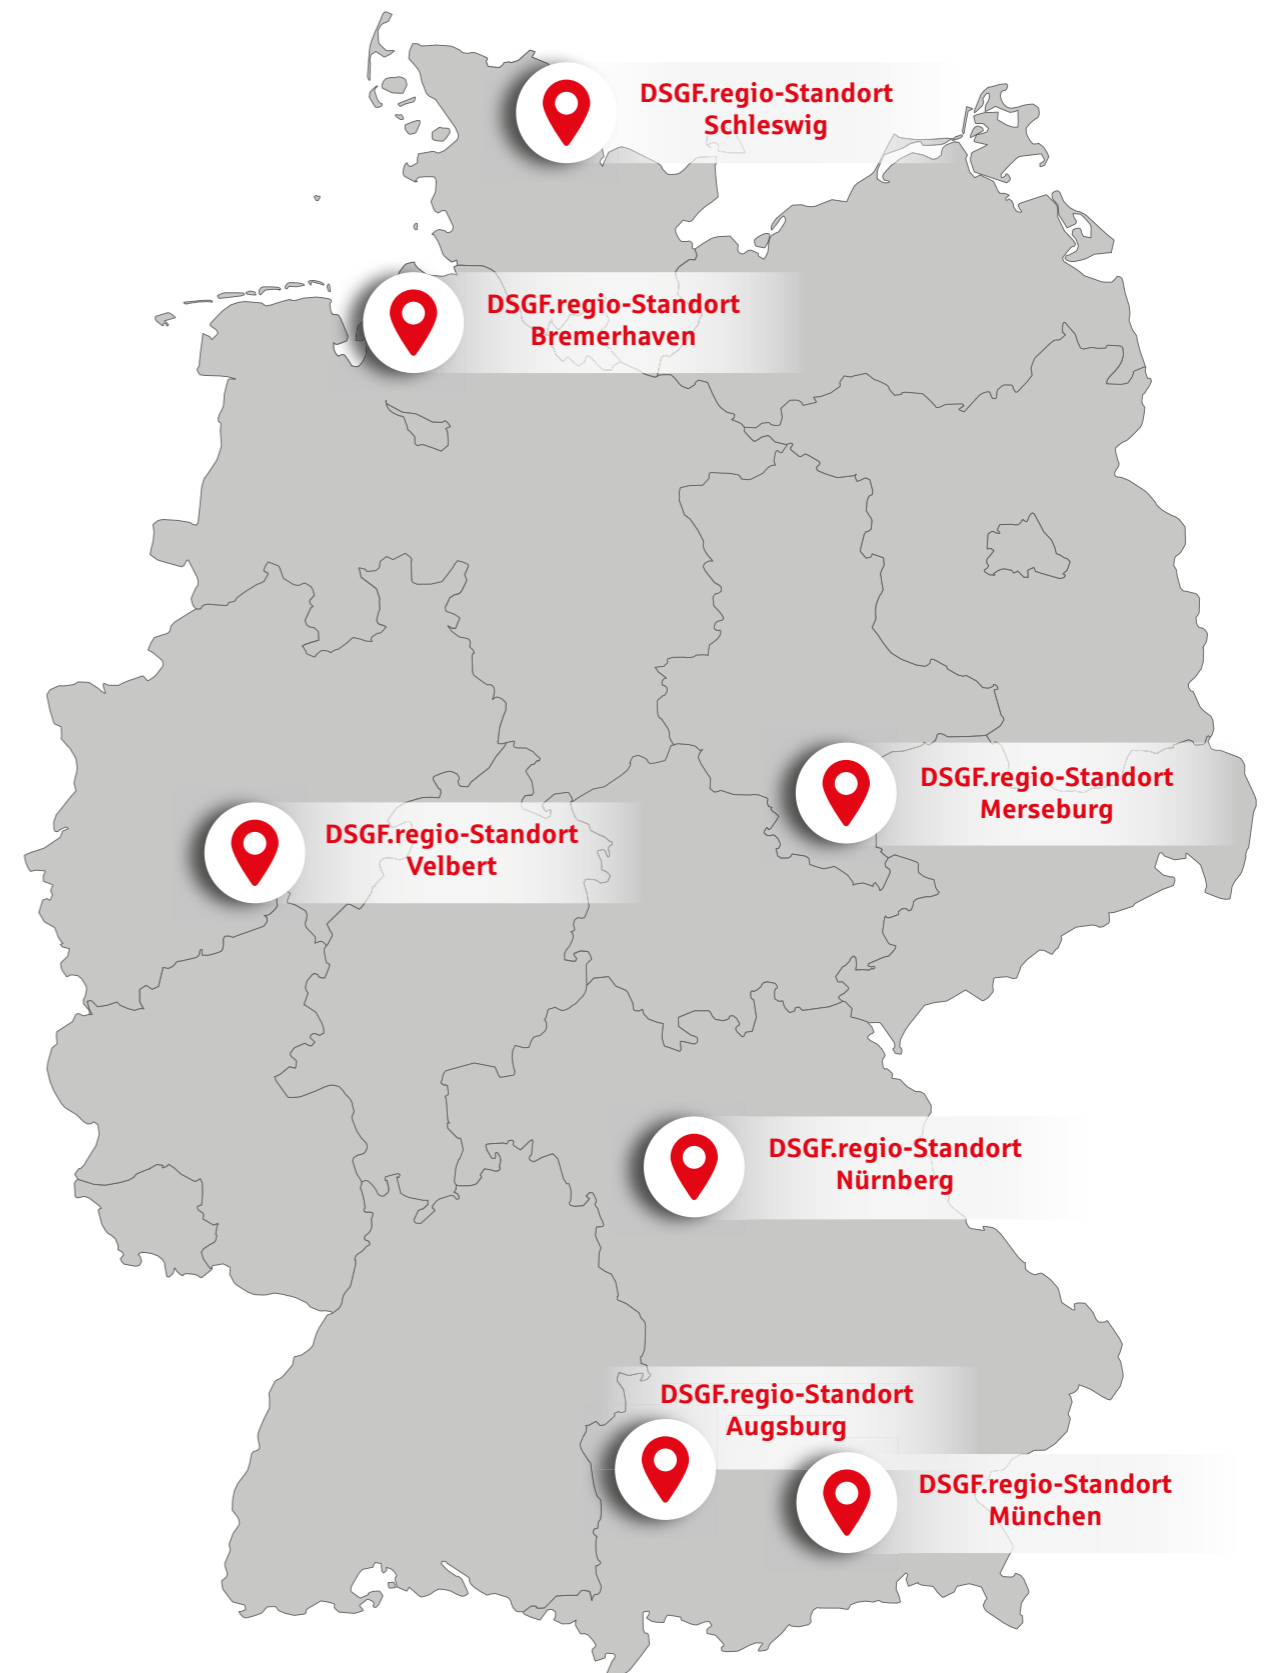 DSGF.regio-Standort
Schleswig
DSGF.regio-Standort
Bremerhaven
DSGF.regio-Standort
Merseburg
DSGF.regio-Standort
Velbert
DSGF.regio-Standort
Nürnberg
DSGF.regio-Standort
Augsburg
DSGF.regio-Standort
München